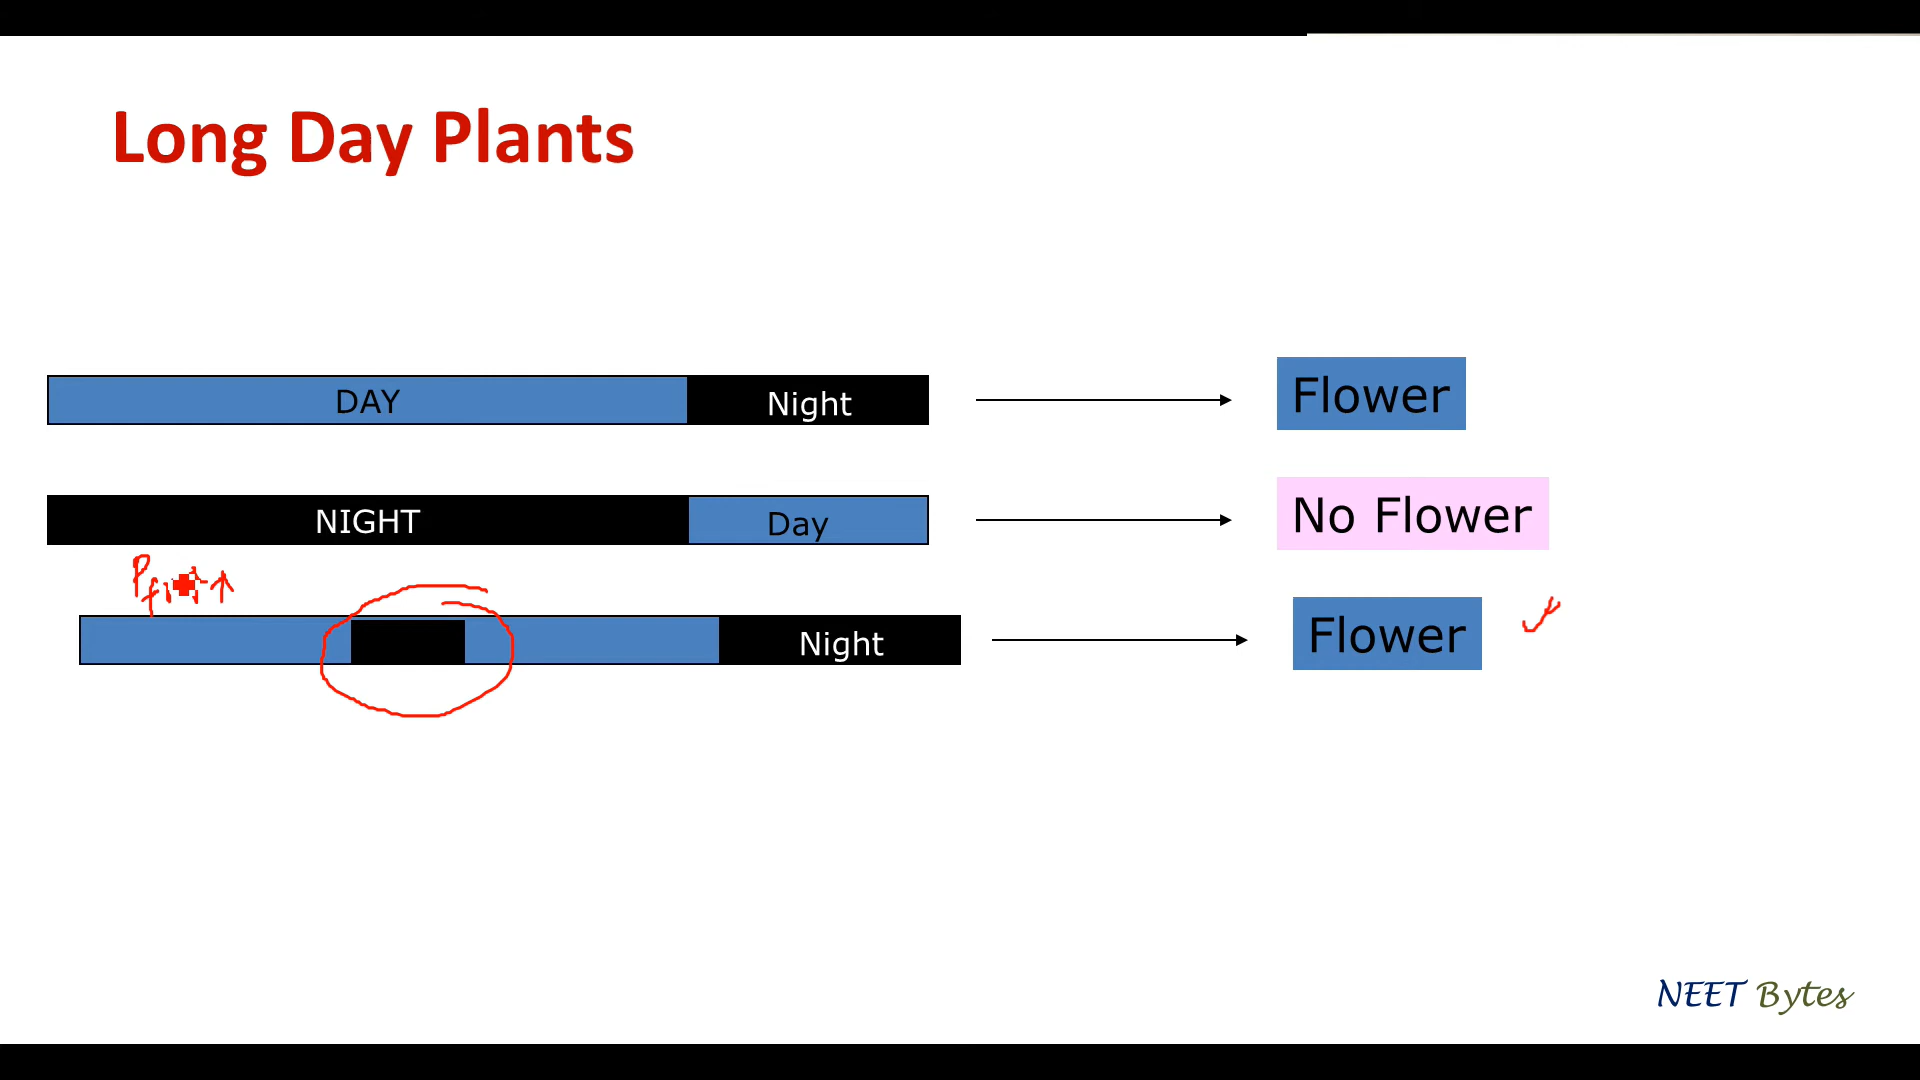 Long Day Plants
DAY Night Flower
NIGHT Day No Flower
Night Flower
NEET Bytes